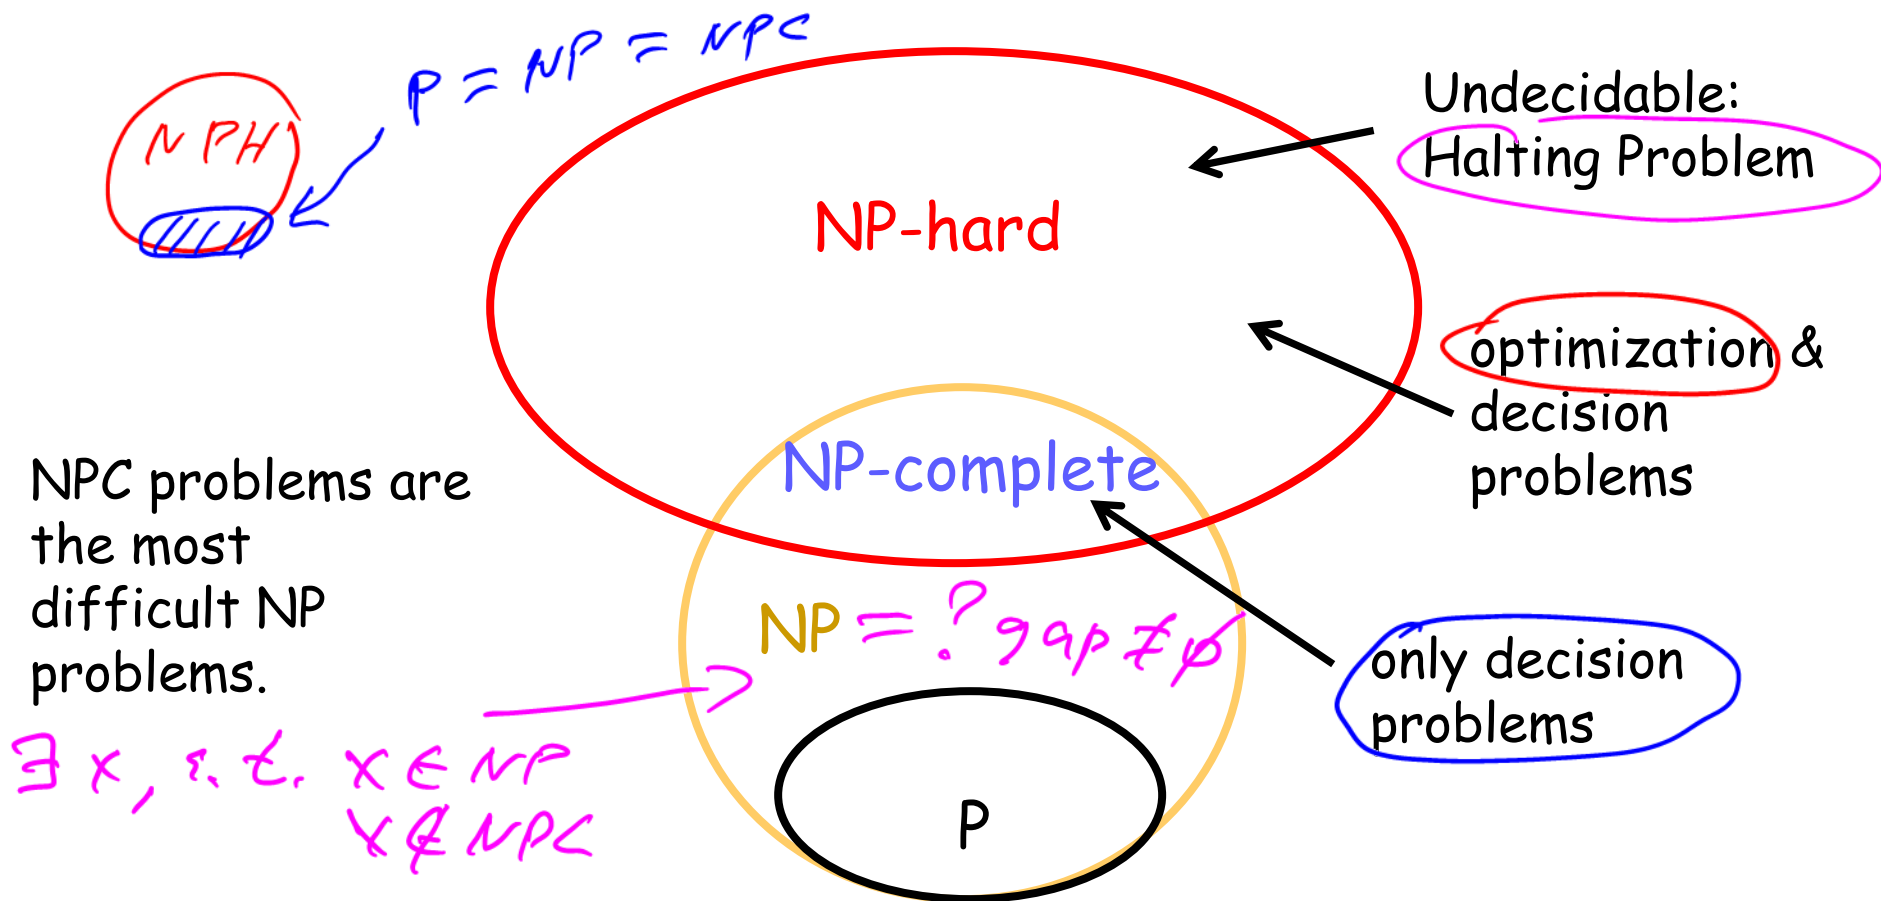 P = NP = NPC
NPH
Undecidable:
Halting Problem
NP-hard
optimization &
decision
problems
NP-complete
NPC problems are
the most
difficult NP
problems.
NP = ? gap ≠ ∅
only decision
problems
∃ x, s.t. x ∈ NP
x ∉ NPC
P